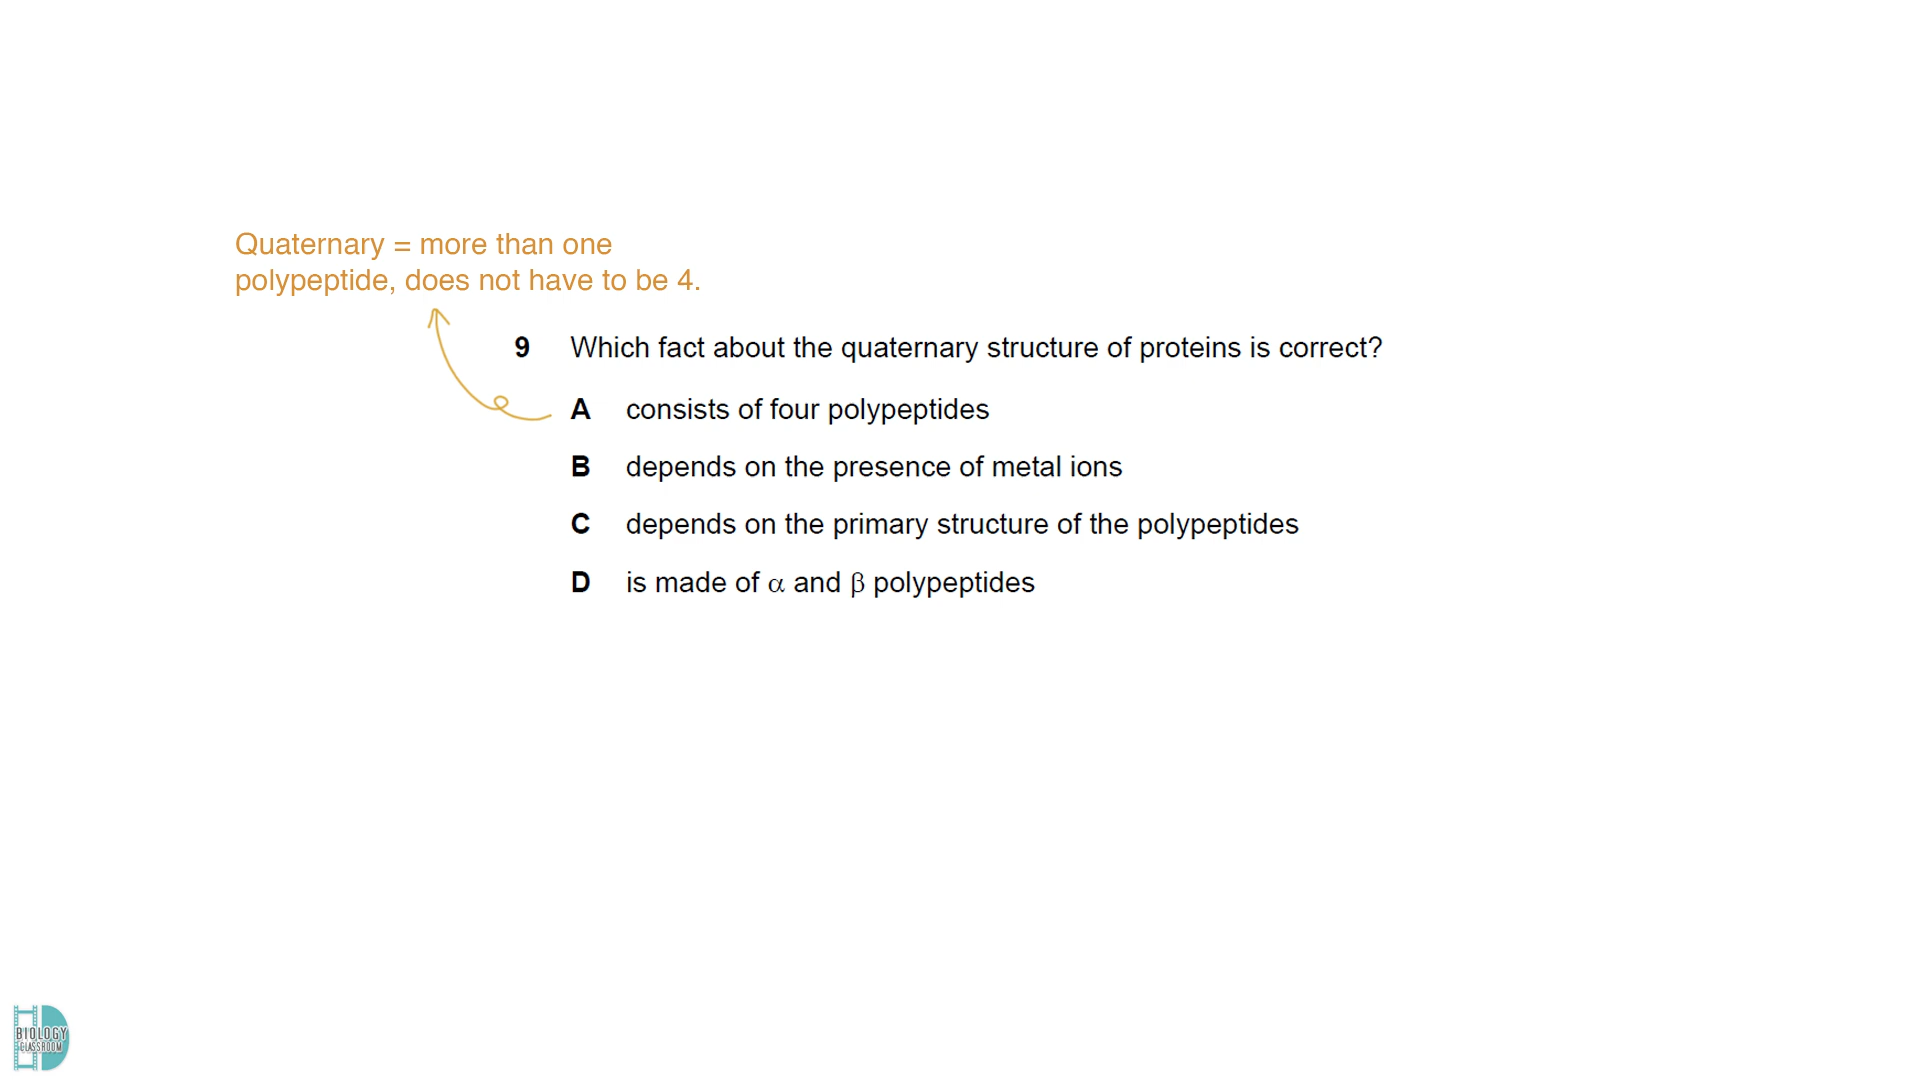 Quaternary = more than one
polypeptide, does not have to be 4.
9 Which fact about the quaternary structure of proteins is correct?
A consists of four polypeptides
B depends on the presence of metal ions
C depends on the primary structure of the polypeptides
D is made of α and β polypeptides
BIOLOGY
CLASSROOM